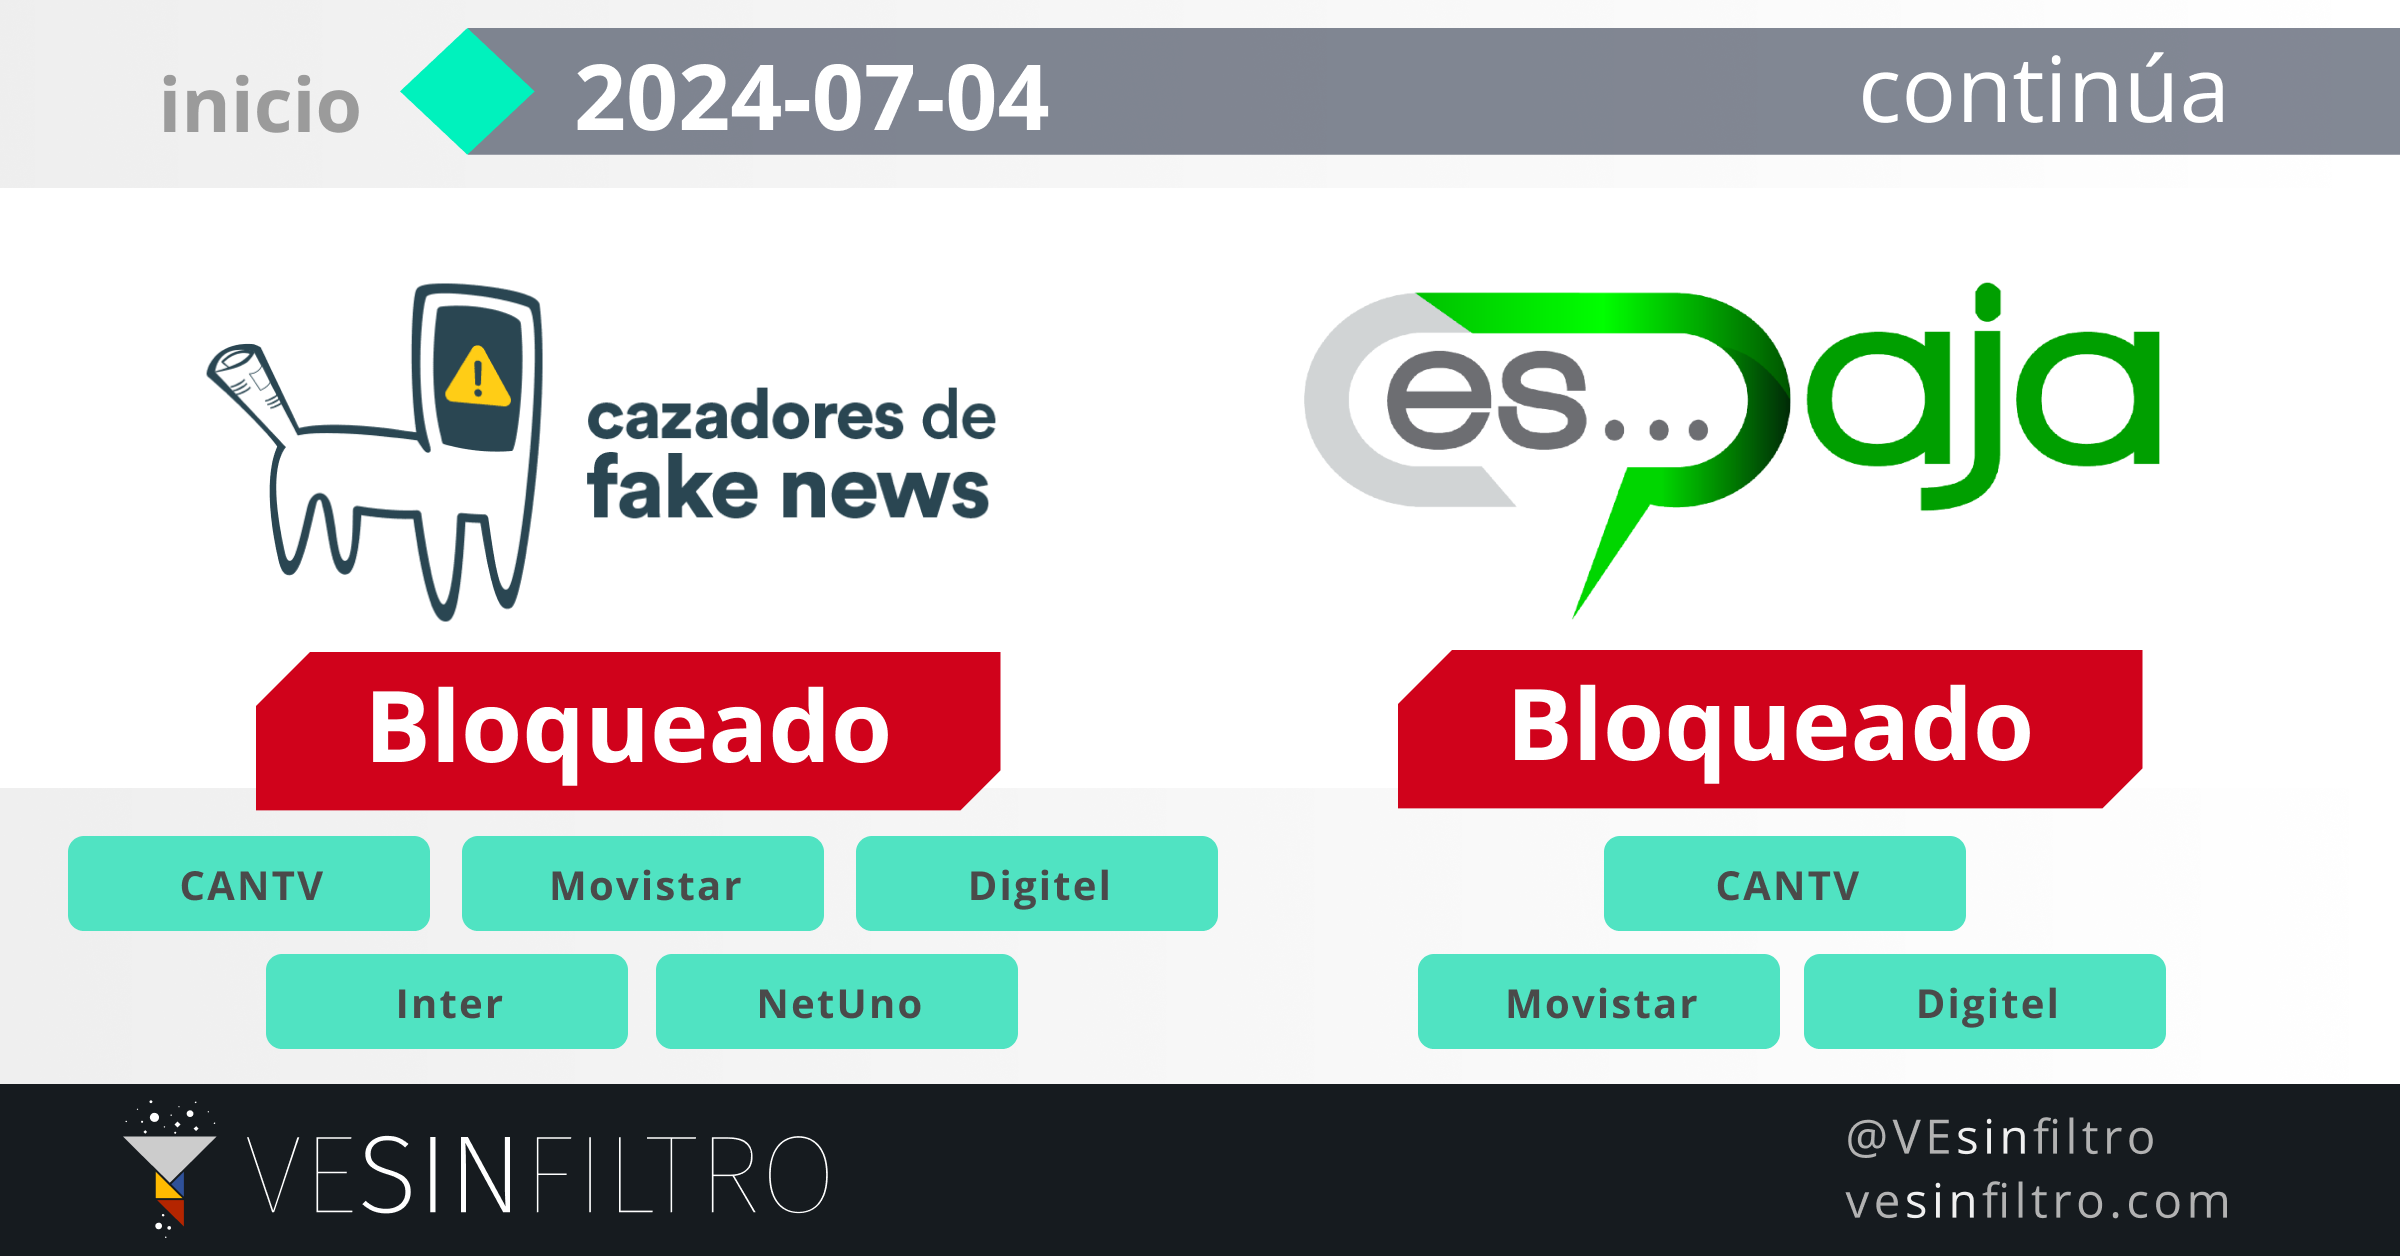 inicio
2024-07-04
continúa
cazadores de
fake news
es...Paja
Bloqueado
Bloqueado
CANTV
Movistar
Digitel
Inter
NetUno
CANTV
Movistar
Digitel
VESINFILTRO
@VEsinfiltro
vesinfiltro.com